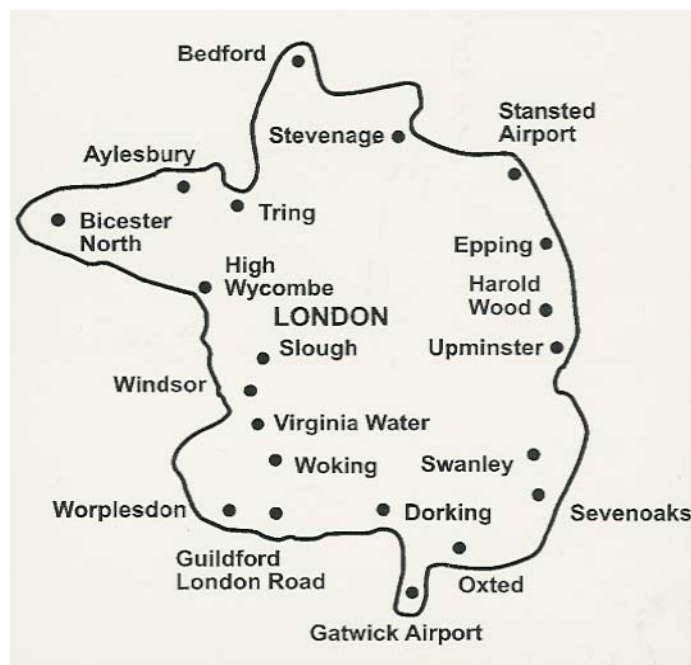 Bedford
Stansted
Airport
Stevenage
Aylesbury
Tring
Bicester
North
Epping
High
Wycombe
Harold
Wood
LONDON
Slough
Upminster
Windsor
Virginia Water
Woking
Swanley
Worplesdon
Dorking
Sevenoaks
Guildford
London Road
Oxted
Gatwick Airport